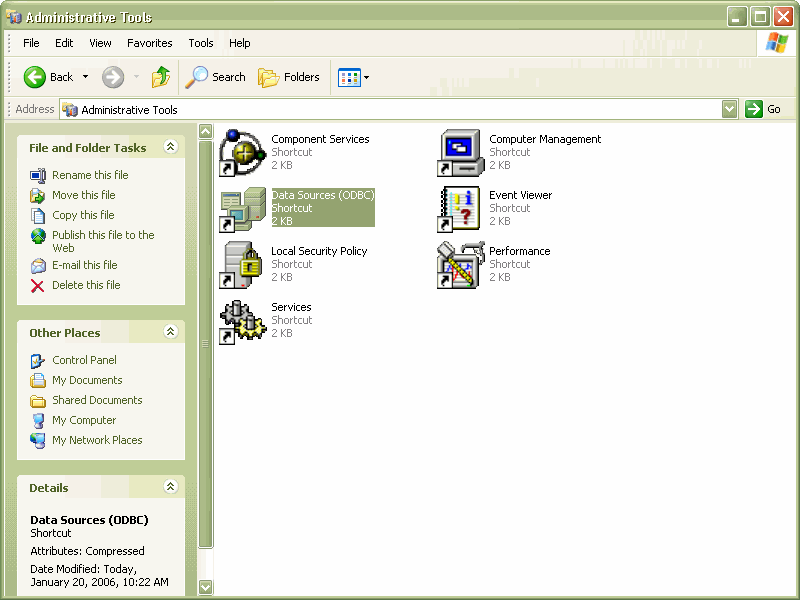 Administrative Tools
File Edit View Favorites Tools Help
Back Search Folders
Address Administrative Tools Go
File and Folder Tasks
Rename this file
Move this file
Copy this file
Publish this file to the
Web
E-mail this file
Delete this file
Other Places
Control Panel
My Documents
Shared Documents
My Computer
My Network Places
Details
Data Sources (ODBC)
Shortcut
Attributes: Compressed
Date Modified: Today,
January 20, 2006, 10:22 AM
Component Services
Shortcut
2 KB
Computer Management
Shortcut
2 KB
Data Sources (ODBC)
Shortcut
2 KB
Event Viewer
Shortcut
2 KB
Local Security Policy
Shortcut
2 KB
Performance
Shortcut
2 KB
Services
Shortcut
2 KB